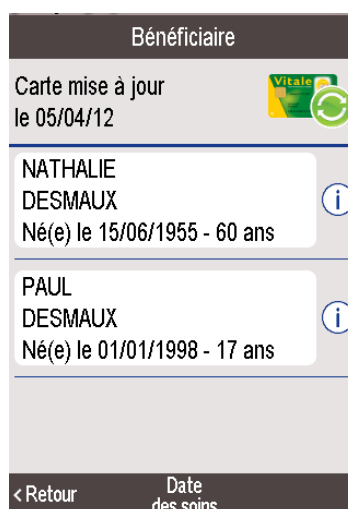 Bénéficiaire
Carte mise à jour
le 05/04/12
Vitale
NATHALIE
DESMAUX
Né(e) le 15/06/1955 - 60 ans
i
PAUL
DESMAUX
Né(e) le 01/01/1998 - 17 ans
i
< Retour
Date
des soins